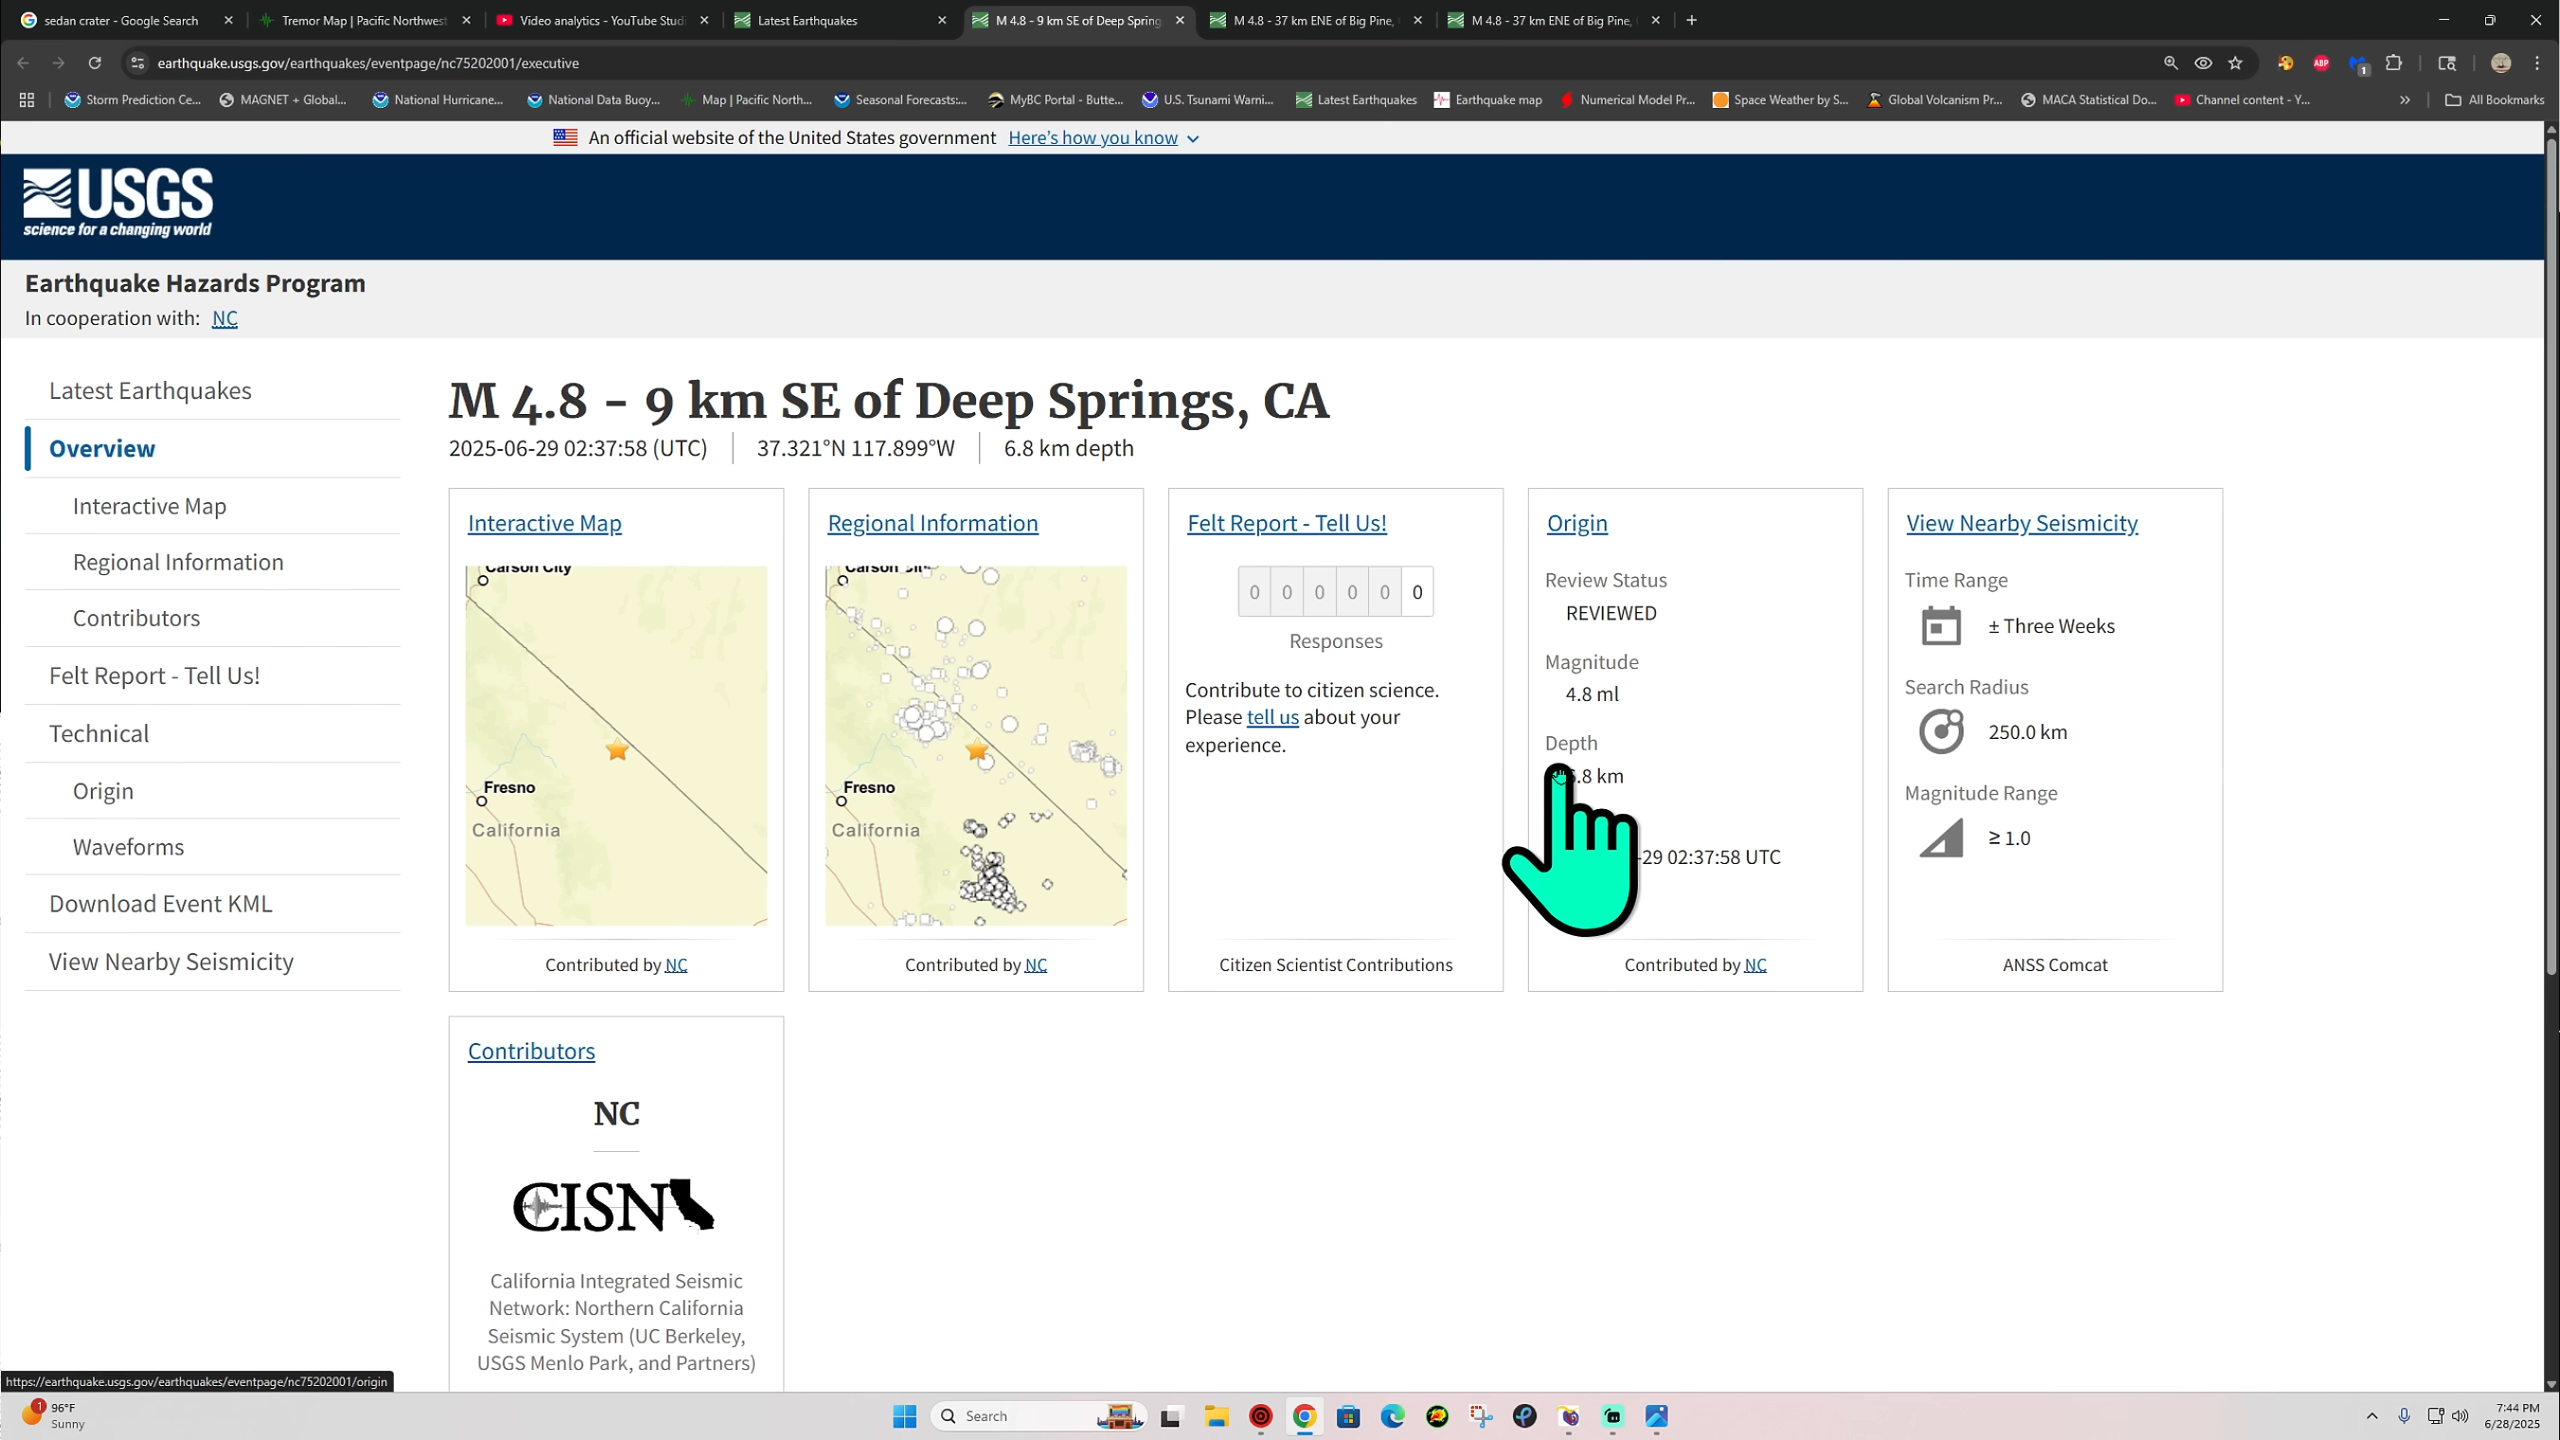 sedan crater - Google Search
Tremor Map | Pacific Northwest
Video analytics - YouTube Studi
Latest Earthquakes
M 4.8 - 9 km SE of Deep Spring
M 4.8 - 37 km ENE of Big Pine,
M 4.8 - 37 km ENE of Big Pine,
earthquake.usgs.gov/earthquakes/eventpage/nc75202001/executive
ABP
1
Storm Prediction Ce...
MAGNET + Global...
National Hurricane...
National Data Buoy...
Map | Pacific North...
Seasonal Forecasts:...
MyBC Portal - Butte...
U.S. Tsunami Warni...
Latest Earthquakes
Earthquake map
Numerical Model Pr...
Space Weather by S...
Global Volcanism Pr...
MACA Statistical Do...
Channel content - Y...
All Bookmarks
An official website of the United States government Here's how you know
USGS
science for a changing world
Earthquake Hazards Program
In cooperation with: NC
Latest Earthquakes
Overview
Interactive Map
Regional Information
Contributors
Felt Report - Tell Us!
Technical
Origin
Waveforms
Download Event KML
View Nearby Seismicity
M 4.8 - 9 km SE of Deep Springs, CA
2025-06-29 02:37:58 (UTC) 37.321°N 117.899°W 6.8 km depth
Interactive Map
Carson City
Fresno
California
Contributed by NC
Regional Information
Carson City
Fresno
California
Contributed by NC
Felt Report - Tell Us!
0 0 0 0 0 0
Responses
Contribute to citizen science.
Please tell us about your
experience.
Citizen Scientist Contributions
Origin
Review Status
REVIEWED
Magnitude
4.8 ml
Depth
6.8 km
-29 02:37:58 UTC
Contributed by NC
View Nearby Seismicity
Time Range
± Three Weeks
Search Radius
250.0 km
Magnitude Range
≥ 1.0
ANSS Comcat
Contributors
NC
CISN
California Integrated Seismic
Network: Northern California
Seismic System (UC Berkeley,
USGS Menlo Park, and Partners)
https://earthquake.usgs.gov/earthquakes/eventpage/nc75202001/origin
1
96°F
Sunny
Search
7:44 PM
6/28/2025